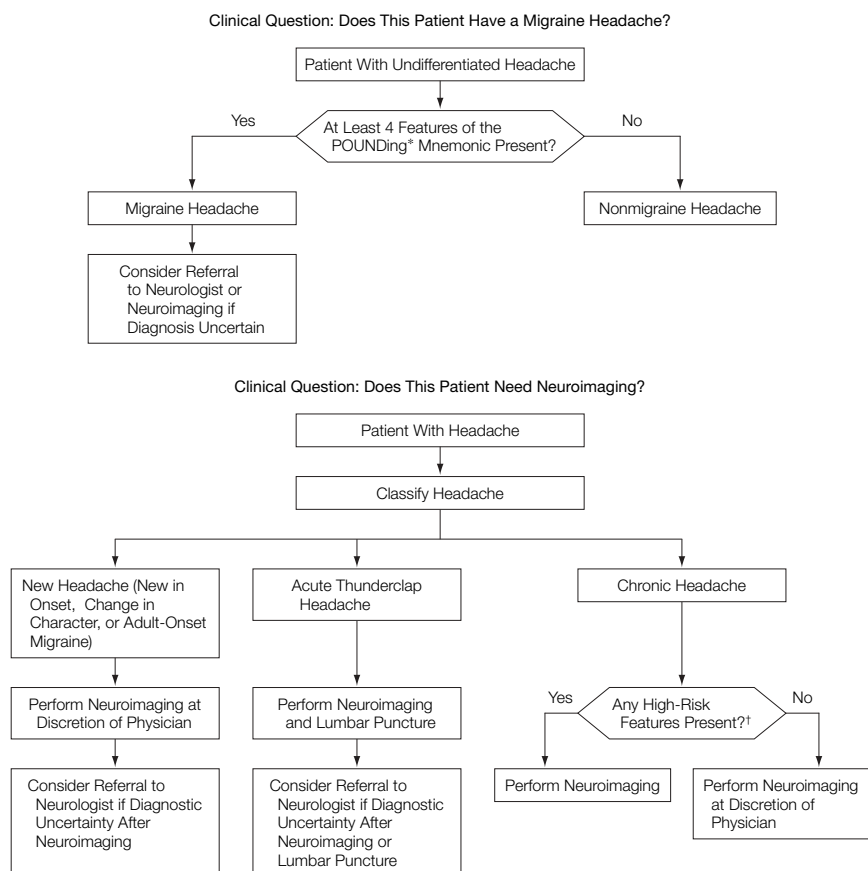 Clinical Question: Does This Patient Have a Migraine Headache?
Patient With Undifferentiated Headache
At Least 4 Features of the
POUNDing* Mnemonic Present?
Yes
No
Migraine Headache
Nonmigraine Headache
Consider Referral
to Neurologist or
Neuroimaging if
Diagnosis Uncertain
Clinical Question: Does This Patient Need Neuroimaging?
Patient With Headache
Classify Headache
New Headache (New in
Onset, Change in
Character, or Adult-Onset
Migraine)
Acute Thunderclap
Headache
Chronic Headache
Perform Neuroimaging at
Discretion of Physician
Perform Neuroimaging
and Lumbar Puncture
Yes
Any High-Risk
Features Present?†
No
Consider Referral to
Neurologist if Diagnostic
Uncertainty After
Neuroimaging
Consider Referral to
Neurologist if Diagnostic
Uncertainty After
Neuroimaging or
Lumbar Puncture
Perform Neuroimaging
Perform Neuroimaging
at Discretion of
Physician